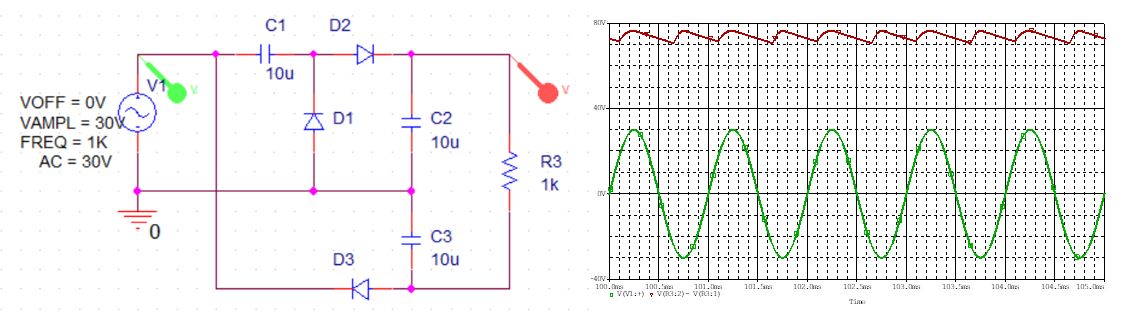 C1
D2
10u
V1
V
V
VOFF = 0V
VAMPL = 30V
FREQ = 1K
AC = 30V
D1
C2
10u
R3
1k
0
C3
10u
D3
80V
40V
0V
-40V
100.0ms 100.5ms 101.0ms 101.5ms 102.0ms 102.5ms 103.0ms 103.5ms 104.0ms 104.5ms 105.0ms
V(V1:+) V(R3:2)- V(R3:1)
Time